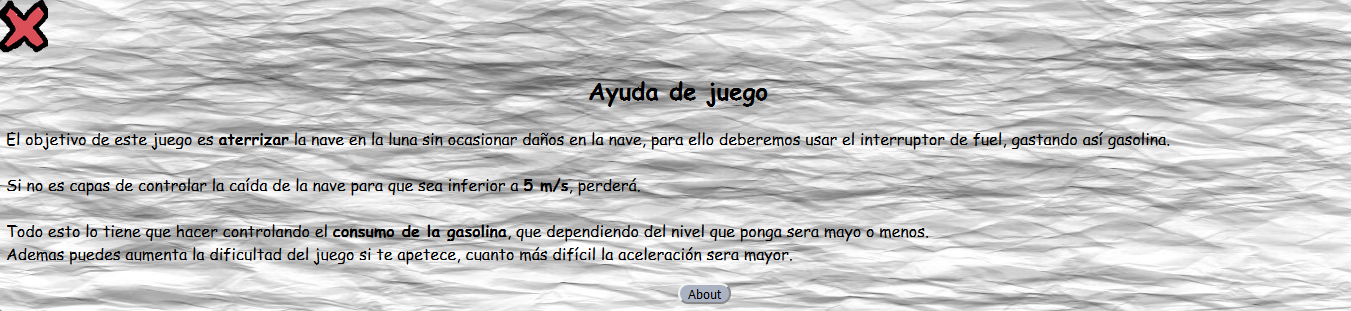 Ayuda de juego
El objetivo de este juego es aterrizar la nave en la luna sin ocasionar daños en la nave, para ello deberemos usar el interruptor de fuel, gastando así gasolina.
Si no es capas de controlar la caída de la nave para que sea inferior a 5 m/s, perderá.
Todo esto lo tiene que hacer controlando el consumo de la gasolina, que dependiendo del nivel que ponga sera mayo o menos.
Ademas puedes aumenta la dificultad del juego si te apetece, cuanto más difícil la aceleración sera mayor.
About